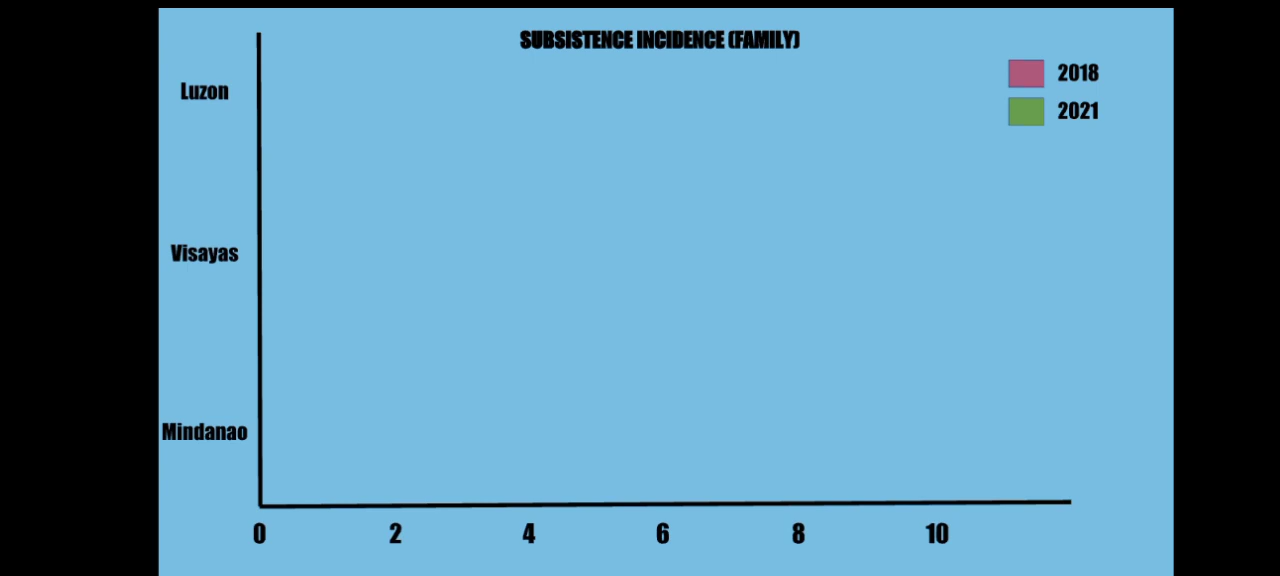 SUBSISTENCE INCIDENCE (FAMILY)
2018
2021
Luzon
Visayas
Mindanao
0 2 4 6 8 10